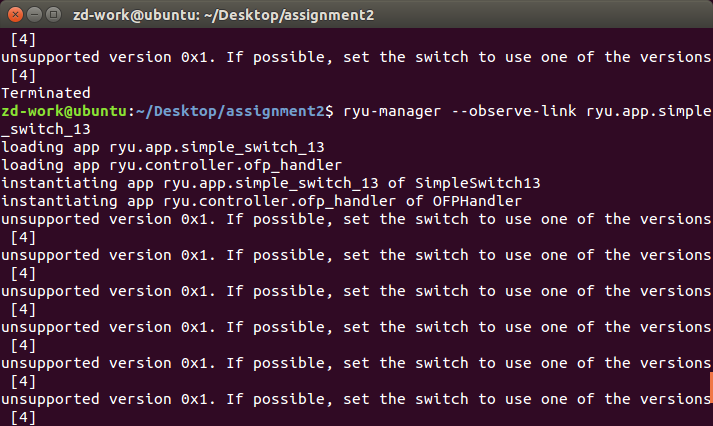 zd-work@ubuntu: ~/Desktop/assignment2
[4]
unsupported version 0x1. If possible, set the switch to use one of the versions
[4]
Terminated
zd-work@ubuntu:~/Desktop/assignment2$ ryu-manager --observe-link ryu.app.simple
_switch_13
loading app ryu.app.simple_switch_13
loading app ryu.controller.ofp_handler
instantiating app ryu.app.simple_switch_13 of SimpleSwitch13
instantiating app ryu.controller.ofp_handler of OFPHandler
unsupported version 0x1. If possible, set the switch to use one of the versions
[4]
unsupported version 0x1. If possible, set the switch to use one of the versions
[4]
unsupported version 0x1. If possible, set the switch to use one of the versions
[4]
unsupported version 0x1. If possible, set the switch to use one of the versions
[4]
unsupported version 0x1. If possible, set the switch to use one of the versions
[4]
unsupported version 0x1. If possible, set the switch to use one of the versions
[4]